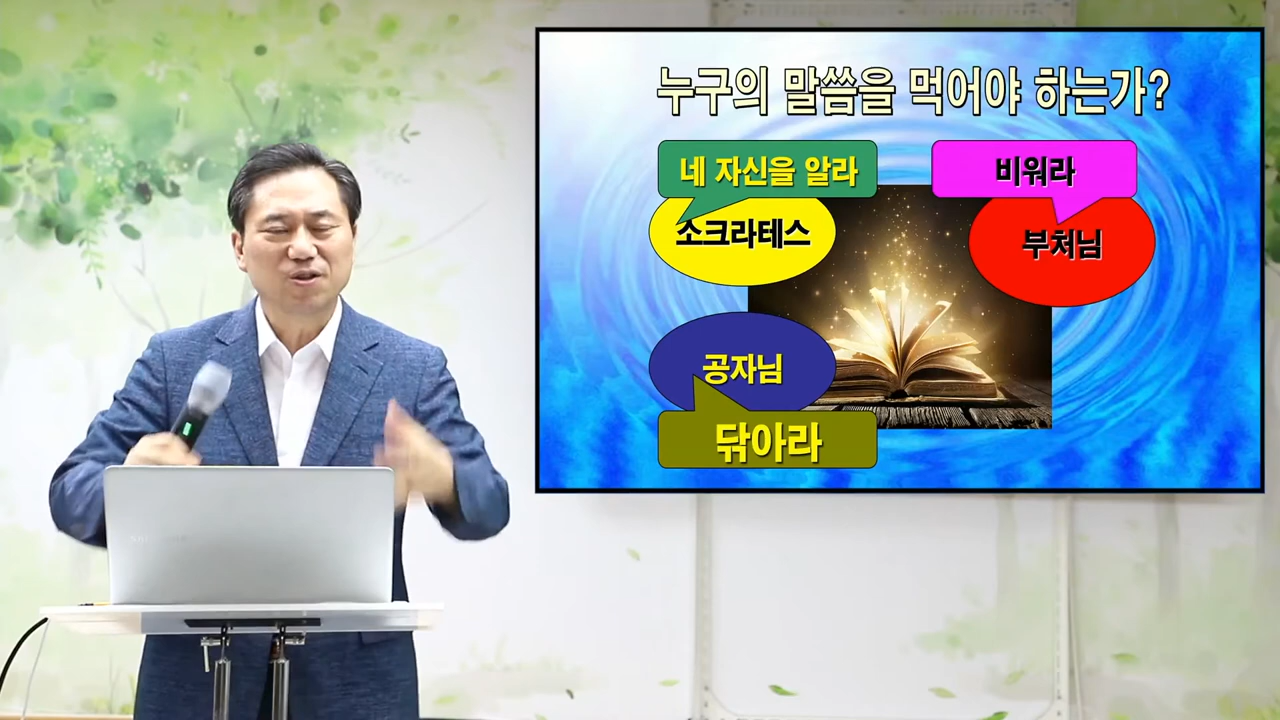 누구의 말씀을 먹어야 하는가?
네 자신을 알라
비워라
소크라테스
부처님
공자님
닦아라